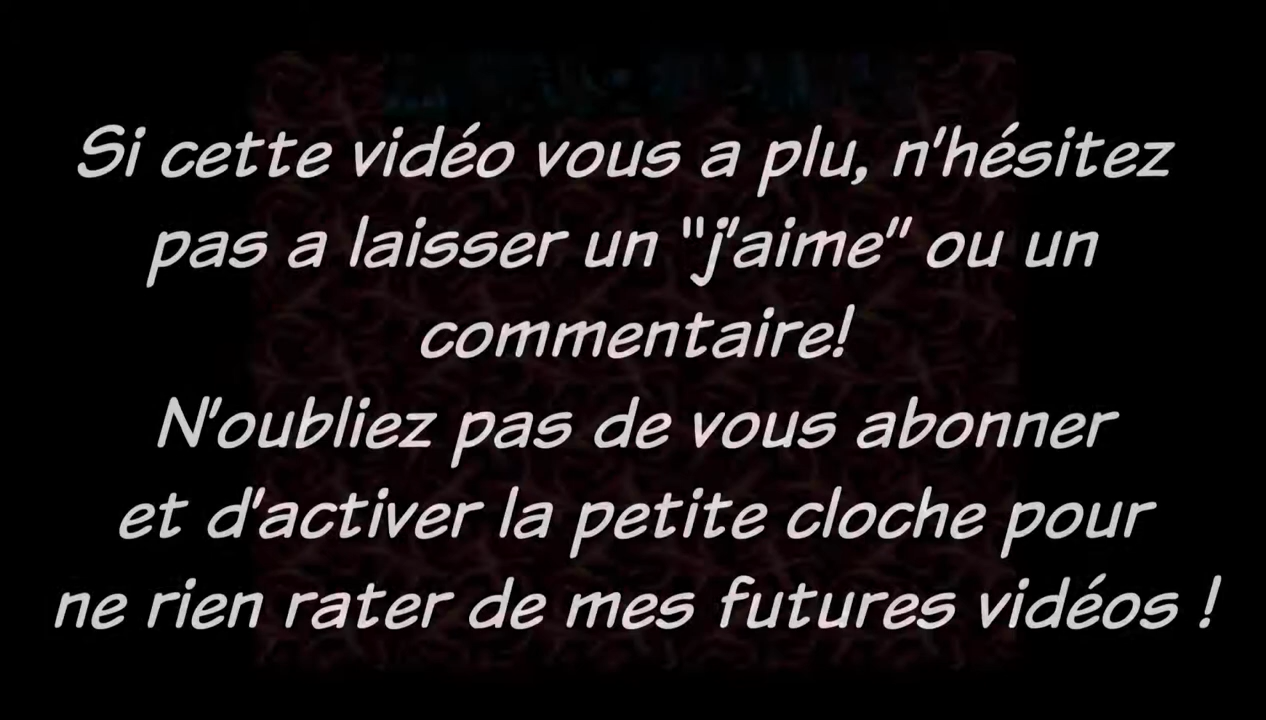 Si cette vidéo vous a plu, n'hésitez
pas a laisser un "j'aime" ou un
commentaire!
N'oubliez pas de vous abonner
et d'activer la petite cloche pour
ne rien rater de mes futures vidéos !